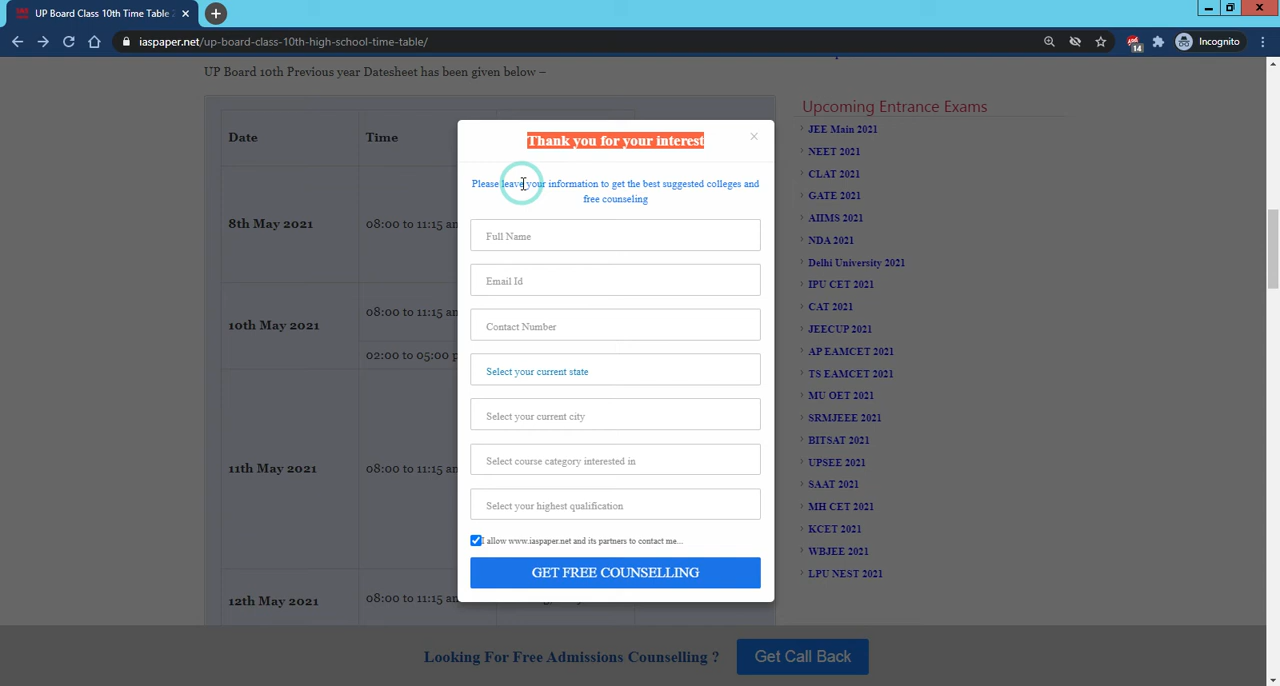 UP Board Class 10th Time Table 2
iaspaper.net/up-board-class-10th-high-school-time-table/
14
Incognito
UP Board 10th Previous year Datesheet has been given below –
Date
Time
8th May 2021
08:00 to 11:15 am
10th May 2021
08:00 to 11:15 am
02:00 to 05:00 p
11th May 2021
08:00 to 11:15 am
12th May 2021
08:00 to 11:15 am
Thank you for your interest
×
Please leave your information to get the best suggested colleges and
free counseling
Full Name
Email Id
Contact Number
Select your current state
Select your current city
Select course category interested in
Select your highest qualification
I allow www.iaspaper.net and its partners to contact me...
GET FREE COUNSELLING
Upcoming Entrance Exams
JEE Main 2021
NEET 2021
CLAT 2021
GATE 2021
AIIMS 2021
NDA 2021
Delhi University 2021
IPU CET 2021
CAT 2021
JEECUP 2021
AP EAMCET 2021
TS EAMCET 2021
MU OET 2021
SRMJEEE 2021
BITSAT 2021
UPSEE 2021
SAAT 2021
MH CET 2021
KCET 2021
WBJEE 2021
LPU NEST 2021
Looking For Free Admissions Counselling ?
Get Call Back